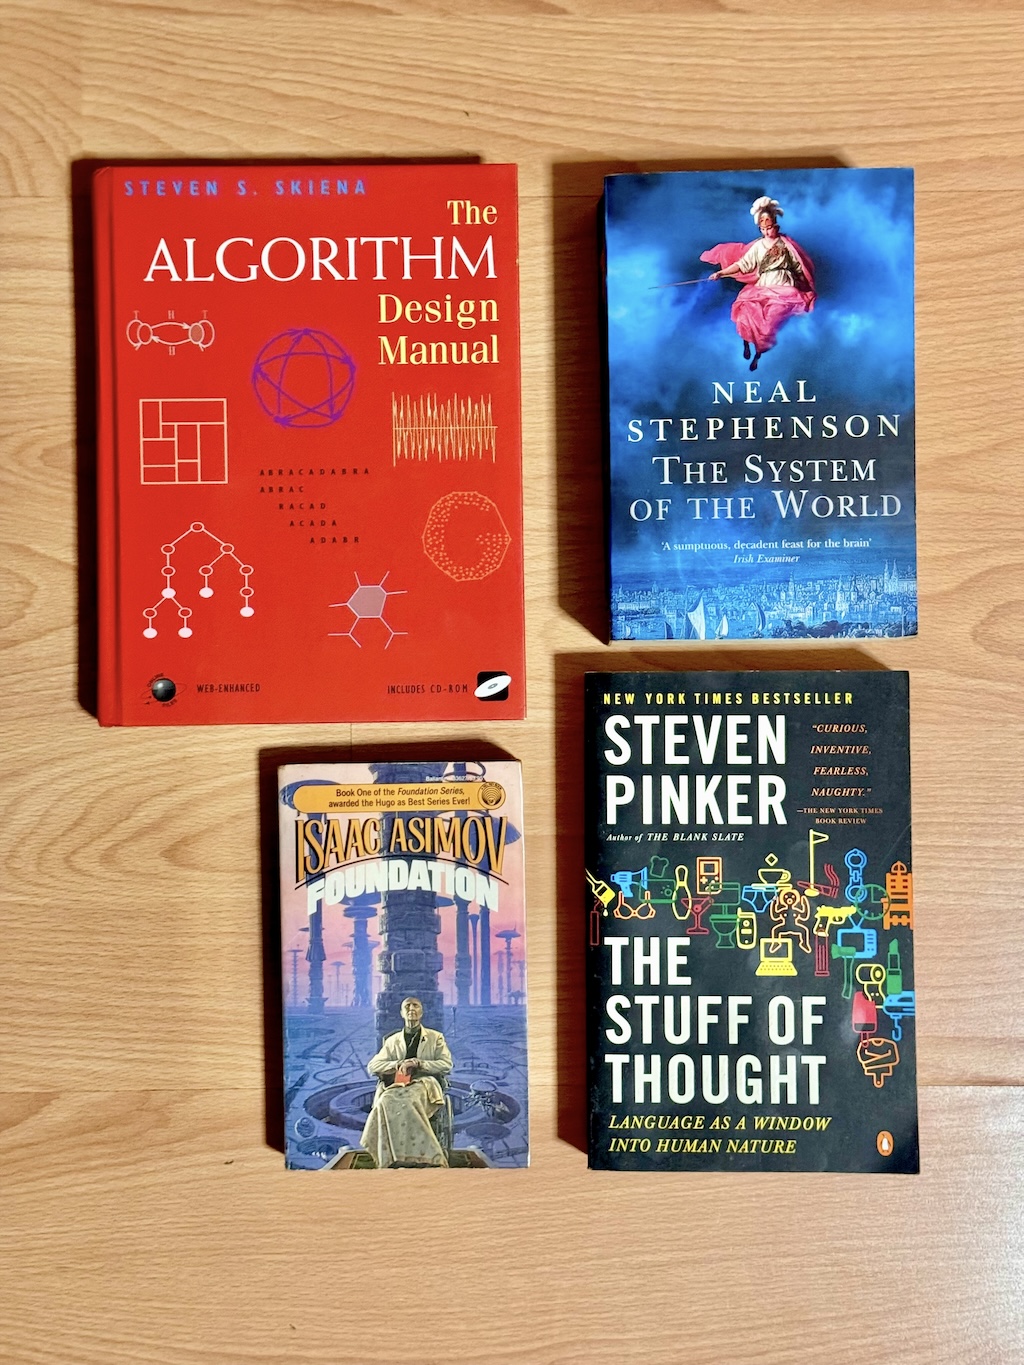 STEVEN S. SKIENA
The
ALGORITHM
Design
Manual
T H T
H
ABRACADABRA
ABRAC
RACAD
ACADA
ADABR
WEB-ENHANCED
INCLUDES CD-ROM
NEAL
STEPHENSON
THE SYSTEM
OF THE WORLD
'A sumptuous, decadent feast for the brain'
Irish Examiner
Book One of the Foundation Series,
awarded the Hugo as Best Series Ever!
ISAAC ASIMOV
FOUNDATION
NEW YORK TIMES BESTSELLER
STEVEN
PINKER
Author of THE BLANK SLATE
"CURIOUS,
INVENTIVE,
FEARLESS,
NAUGHTY."
—THE NEW YORK TIMES
BOOK REVIEW
THE
STUFF OF
THOUGHT
LANGUAGE AS A WINDOW
INTO HUMAN NATURE